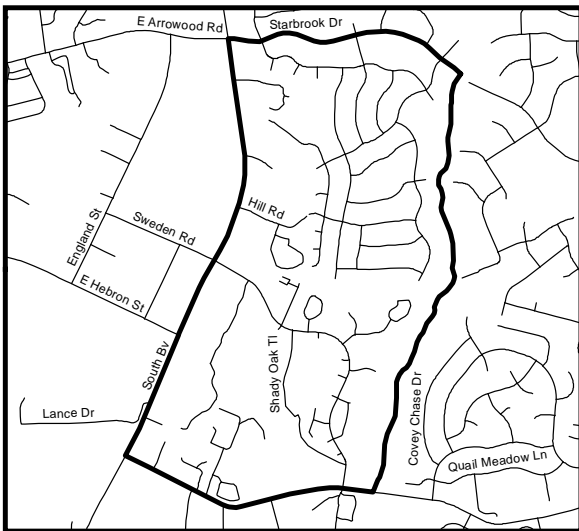 E Arrowood Rd
Starbrook Dr
Hill Rd
Sweden Rd
England St
E Hebron St
South Bv
Shady Oak Tl
Lance Dr
Covey Chase Dr
Quail Meadow Ln